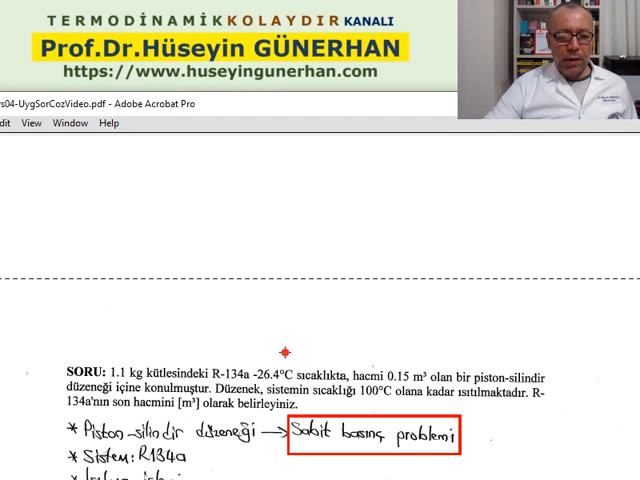 TERMODİNAMİKKOLAYDIR KANALI
Prof.Dr.Hüseyin GÜNERHAN
https://www.huseyingunerhan.com
rs04-UygSorCozVideo.pdf - Adobe Acrobat Pro
dit View Window Help
SORU: 1.1 kg kütlesindeki R-134a -26.4°C sıcaklıkta, hacmi 0.15 m³ olan bir piston-silindir
düzeneği içine konulmuştur. Düzenek, sistemin sıcaklığı 100°C olana kadar ısıtılmaktadır. R-
134a'nın son hacmini [m³] olarak belirleyiniz.
* Piston-silindir düzeneği → Sabit basınç problemi
* Sistem: R134a